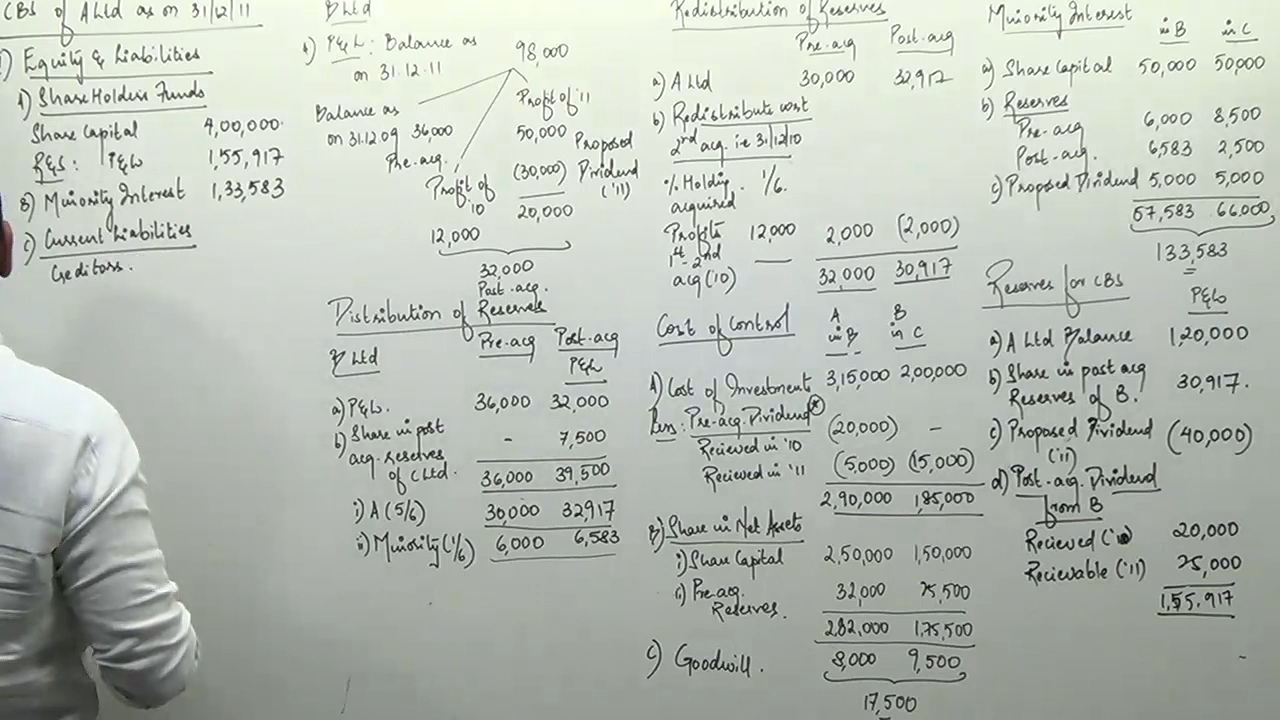 CBS of A Ltd as on 31/12/11
I) Equity & Liabilities
A) Share Holders Funds
Share Capital 4,00,000
R&S: P&L 1,55,917
B) Minority Interest 1,33,583
C) Current Liabilities
Creditors.
B Ltd
1) P&L: Balance as on 31.12.11 98,000
Balance as on 31.12.09 36,000
Pre-acq.
Profit of '11
50,000
(30,000) Proposed Dividend ('11)
20,000
Profit of '10
12,000
32,000
Post-acq.
Distribution of Reserves
B Ltd Pre-acq Post-acq
P&L
a) P&L. 36,000 32,000
b) Share in post acq. reserves of C Ltd. - 7,500
36,000 39,500
i) A (5/6) 30,000 32,917
ii) Minority (1/6) 6,000 6,583
Redistribution of Reserves
Pre-acq Post-acq
a) A Ltd 30,000 32,917
b) Redistribute wrt
2nd acq. i.e 31/12/10
% Holding acquired - 1/6.
Profits 12,000 2,000 (2,000)
1st - 2nd
acq ('10) 32,000 30,917
Cost of Control
A in B B in C
A) Cost of Investment 3,15,000 2,00,000
Less: Pre-acq. Dividend*
Recieved in '10 (20,000) -
Recieved in '11 (5,000) (15,000)
2,90,000 1,85,000
B) Share in Net Assets
i) Share Capital 2,50,000 1,50,000
ii) Pre-acq. Reserves. 32,000 25,500
2,82,000 1,75,500
C) Goodwill. 8,000 9,500
17,500
Minority Interest in B in C
a) Share Capital 50,000 50,000
b) Reserves
Pre-acq 6,000 8,500
Post-acq. 6,583 2,500
c) Proposed Dividend 5,000 5,000
67,583 66,000
133,583
Reserves for CBS
P&L
a) A Ltd Balance 1,20,000
b) Share in post acq Reserves of B. 30,917.
c) Proposed Dividend ('11) (40,000)
d) Post-acq. Dividend from B
Recieved ('10) 20,000
Recievable ('11) 25,000
1,55,917